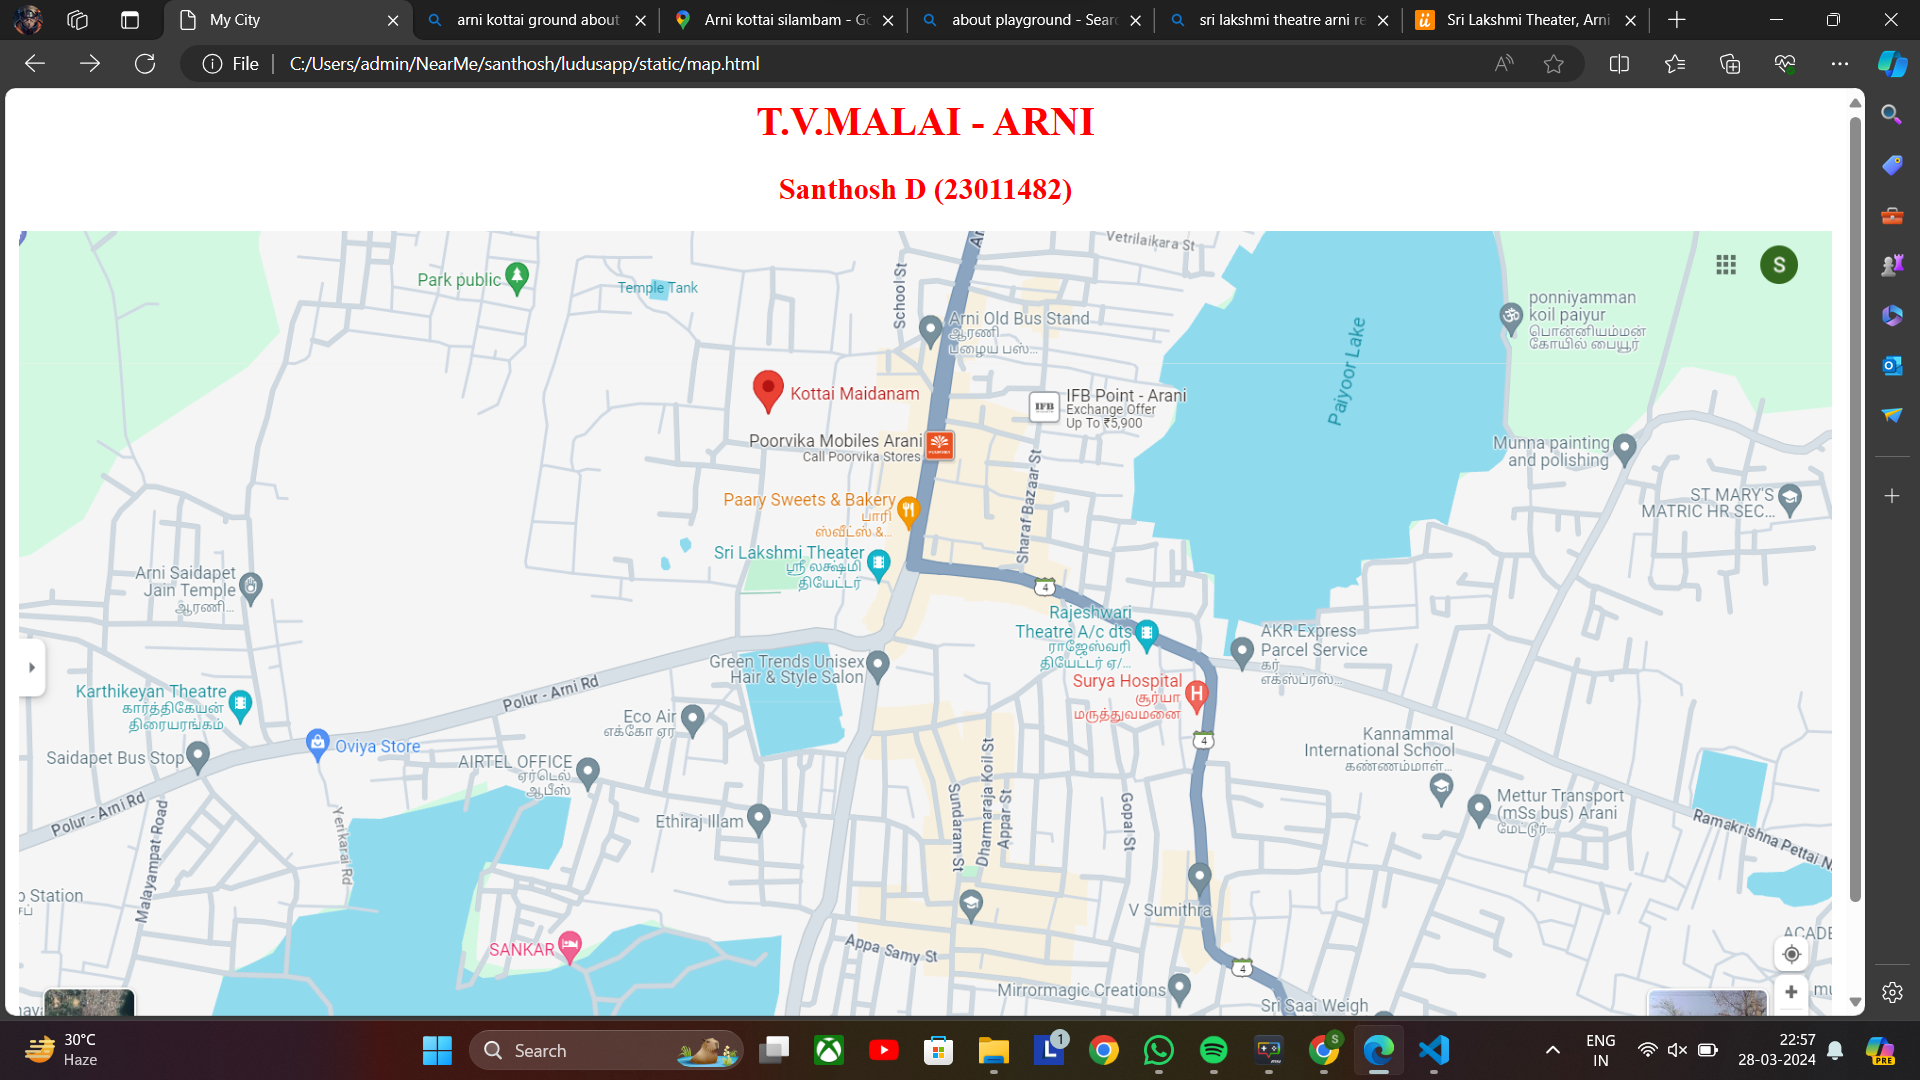 My City
arni kottai ground about
Arni kottai silambam - Go
about playground - Searc
sri lakshmi theatre arni re
Sri Lakshmi Theater, Arni
File
C:/Users/admin/NearMe/santhosh/ludusapp/static/map.html
T.V.MALAI - ARNI
Santhosh D (23011482)
Vetrilaikara St
Park public
Temple Tank
School St
S
Arni Old Bus Stand
ஆரணி
பழைய பஸ்...
ponniyamman
koil paiyur
பொன்னியம்மன்
கோயில் பையூர்
Paiyoor Lake
Kottai Maidanam
IFB
IFB Point - Arani
Exchange Offer
Up To ₹5,900
Poorvika Mobiles Arani
Call Poorvika Stores
Munna painting
and polishing
Sharaf Bazaar St
Paary Sweets & Bakery
பாரி
ஸ்வீட்ஸ் &...
ST MARY'S
MATRIC HR SEC...
Sri Lakshmi Theater
ஸ்ரீ லக்ஷ்மி
தியேட்டர்
Arni Saidapet
Jain Temple
ஆரணி...
4
Rajeshwari
Theatre A/c dts
ராஜேஸ்வரி
தியேட்டர் ஏ/...
AKR Express
Parcel Service
கர்
எக்ஸ்ப்ரஸ்...
Green Trends Unisex
Hair & Style Salon
Surya Hospital
சூர்யா
மருத்துவமனை
Karthikeyan Theatre
கார்த்திகேயன்
திரையரங்கம்
Polur - Arni Rd
Eco Air
எக்கோ ஏர்
Oviya Store
Saidapet Bus Stop
AIRTEL OFFICE
ஏர்டெல்
ஆபீஸ்
4
Kannammal
International School
கண்ணம்மாள்...
Polur - Arni Rd
Yerikarai Rd
Malayampat Road
Ethiraj Illam
Sundaram St
Dharmaraja Koil St
Appar St
Gopal St
Mettur Transport
(mSs bus) Arani
மேட்டூர்...
Ramakrishna Pettai N
Station
V Sumithra
SANKAR
Appa Samy St
4
ACADE
Mirrormagic Creations
Sri Saai Weigh
30°C
Haze
Search
1
S
ENG
IN
22:57
28-03-2024
PRE